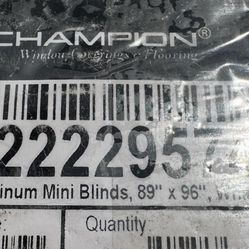 CHAMPION®
Window Coverings & Flooring
222295
inum Mini Blinds, 89" x 96",
e:
Quantity